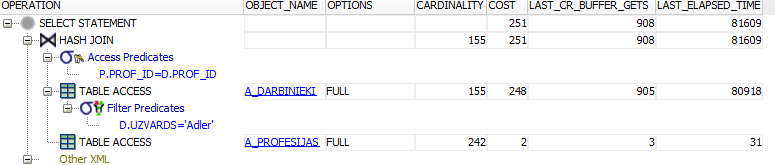 OPERATION OBJECT_NAME OPTIONS CARDINALITY COST LAST_CR_BUFFER_GETS LAST_ELAPSED_TIME
SELECT STATEMENT 251 908 81609
HASH JOIN 155 251 908 81609
Access Predicates
P.PROF_ID=D.PROF_ID
TABLE ACCESS A_DARBINIEKI FULL 155 248 905 80918
Filter Predicates
D.UZVARDS='Adler'
TABLE ACCESS A_PROFESIJAS FULL 242 2 3 31
Other XML